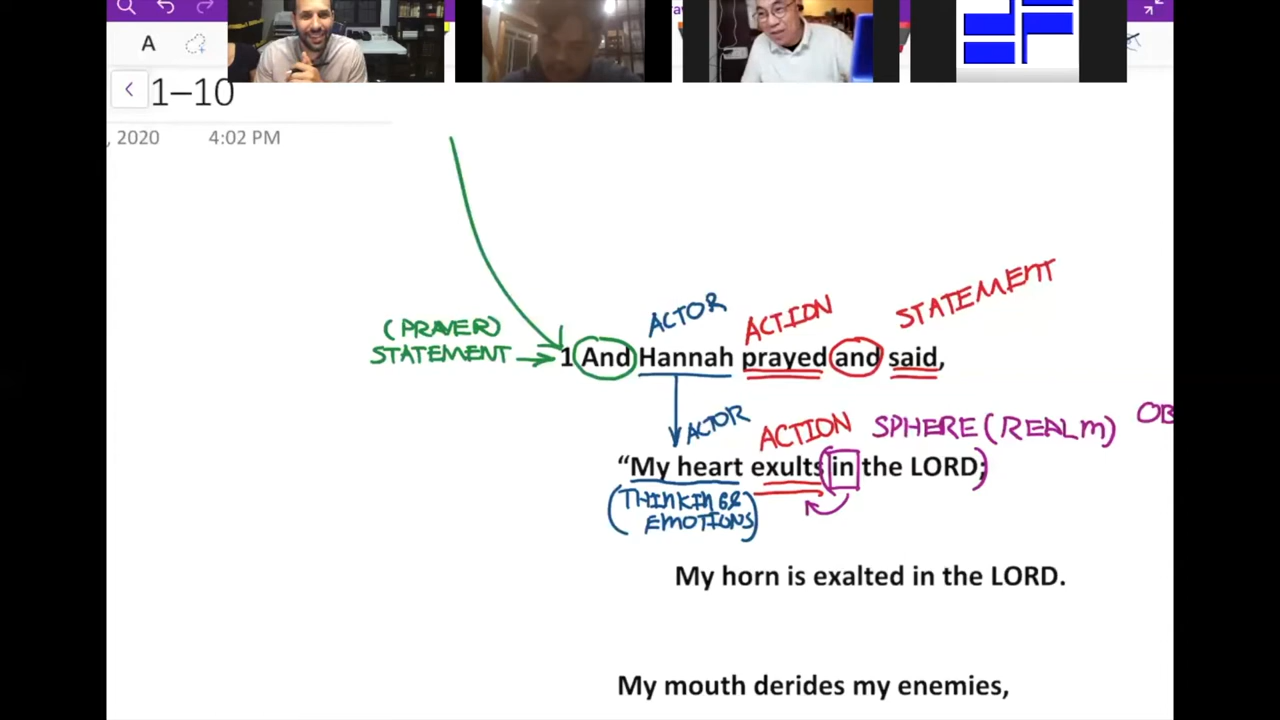 A
1–10
, 2020 4:02 PM
ACTOR ACTION STATEMENT
(PRAYER)
STATEMENT
1 And Hannah prayed and said,
ACTOR ACTION SPHERE (REALM) OB
“My heart exults in the LORD;
(THINKING &
EMOTIONS)
My horn is exalted in the LORD.
My mouth derides my enemies,